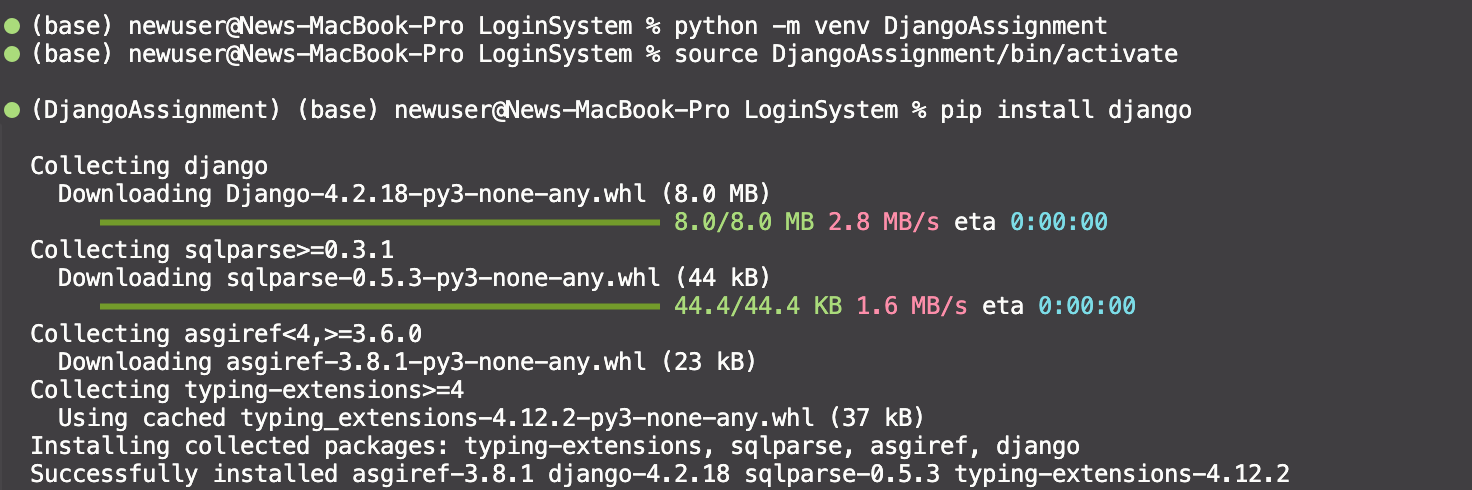 (base) newuser@News-MacBook-Pro LoginSystem % python -m venv DjangoAssignment
(base) newuser@News-MacBook-Pro LoginSystem % source DjangoAssignment/bin/activate
(DjangoAssignment) (base) newuser@News-MacBook-Pro LoginSystem % pip install django
Collecting django
  Downloading Django-4.2.18-py3-none-any.whl (8.0 MB)
8.0/8.0 MB 2.8 MB/s eta 0:00:00
Collecting sqlparse>=0.3.1
  Downloading sqlparse-0.5.3-py3-none-any.whl (44 kB)
44.4/44.4 KB 1.6 MB/s eta 0:00:00
Collecting asgiref<4,>=3.6.0
  Downloading asgiref-3.8.1-py3-none-any.whl (23 kB)
Collecting typing-extensions>=4
  Using cached typing_extensions-4.12.2-py3-none-any.whl (37 kB)
Installing collected packages: typing-extensions, sqlparse, asgiref, django
Successfully installed asgiref-3.8.1 django-4.2.18 sqlparse-0.5.3 typing-extensions-4.12.2